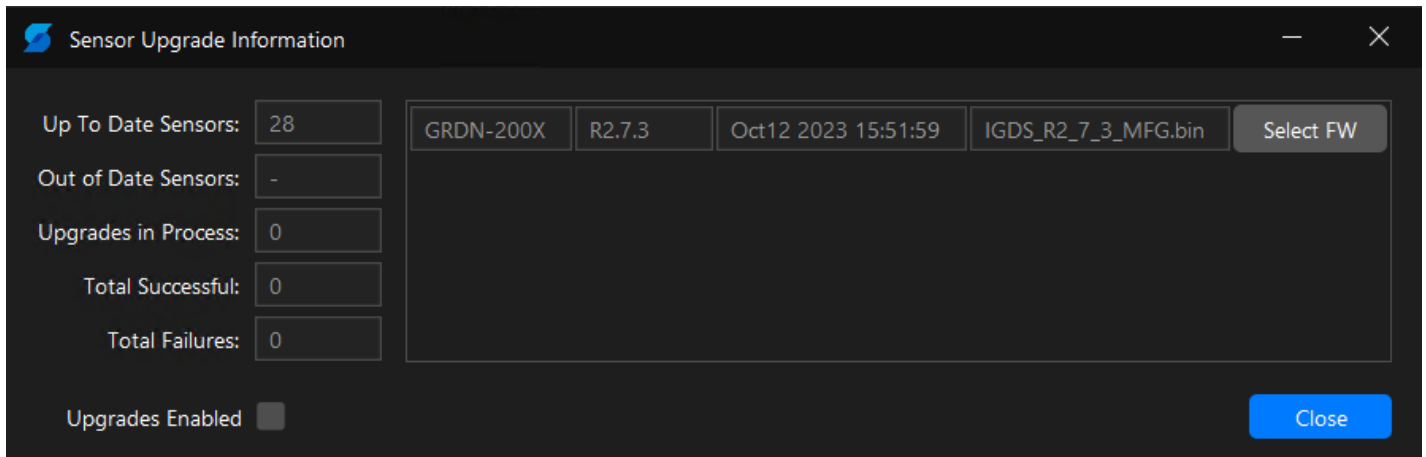 Sensor Upgrade Information
Up To Date Sensors: 28
GRDN-200X R2.7.3 Oct12 2023 15:51:59 IGDS_R2_7_3_MFG.bin Select FW
Out of Date Sensors: -
Upgrades in Process: 0
Total Successful: 0
Total Failures: 0
Upgrades Enabled
Close